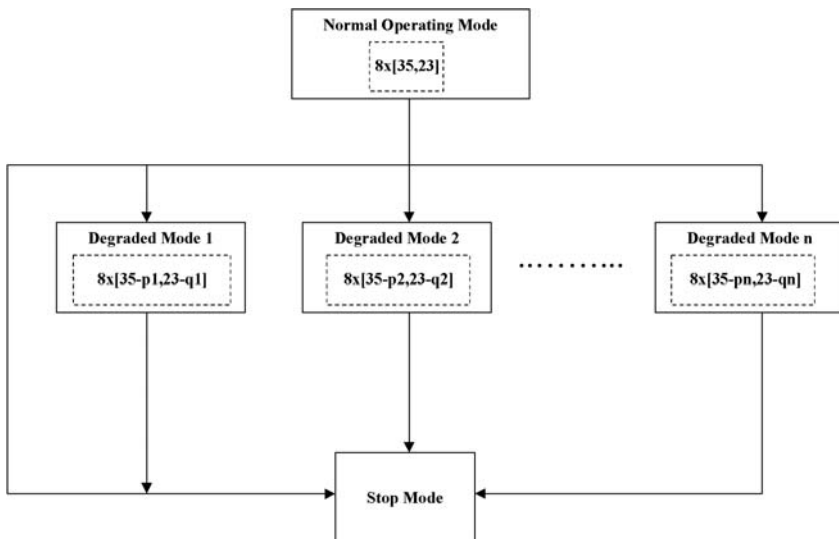 Normal Operating Mode
8x[35,23]
Degraded Mode 1
8x[35-p1,23-q1]
Degraded Mode 2
8x[35-p2,23-q2]
...........
Degraded Mode n
8x[35-pn,23-qn]
Stop Mode